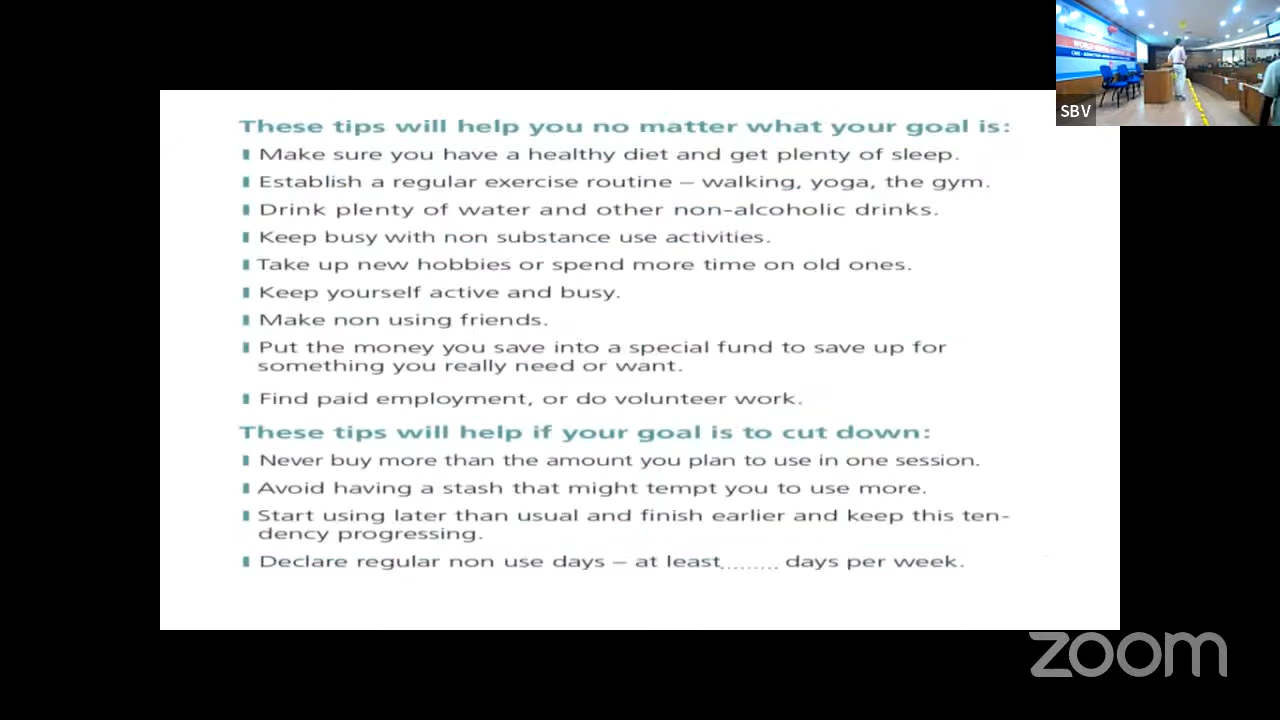 These tips will help you no matter what your goal is:
Make sure you have a healthy diet and get plenty of sleep.
Establish a regular exercise routine – walking, yoga, the gym.
Drink plenty of water and other non-alcoholic drinks.
Keep busy with non substance use activities.
Take up new hobbies or spend more time on old ones.
Keep yourself active and busy.
Make non using friends.
Put the money you save into a special fund to save up for
something you really need or want.
Find paid employment, or do volunteer work.
These tips will help if your goal is to cut down:
Never buy more than the amount you plan to use in one session.
Avoid having a stash that might tempt you to use more.
Start using later than usual and finish earlier and keep this ten-
dency progressing.
Declare regular non use days – at least......... days per week.
SBV
zoom